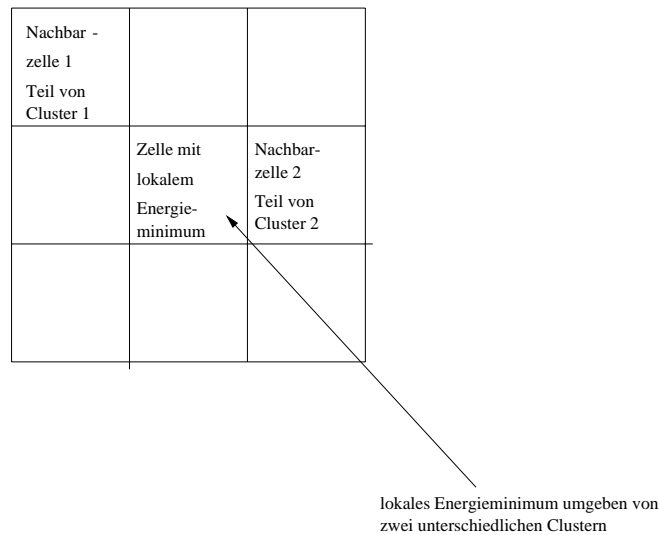 Nachbar -
zelle 1
Teil von
Cluster 1
Zelle mit
lokalem
Energie-
minimum
Nachbar-
zelle 2
Teil von
Cluster 2
lokales Energieminimum umgeben von
zwei unterschiedlichen Clustern